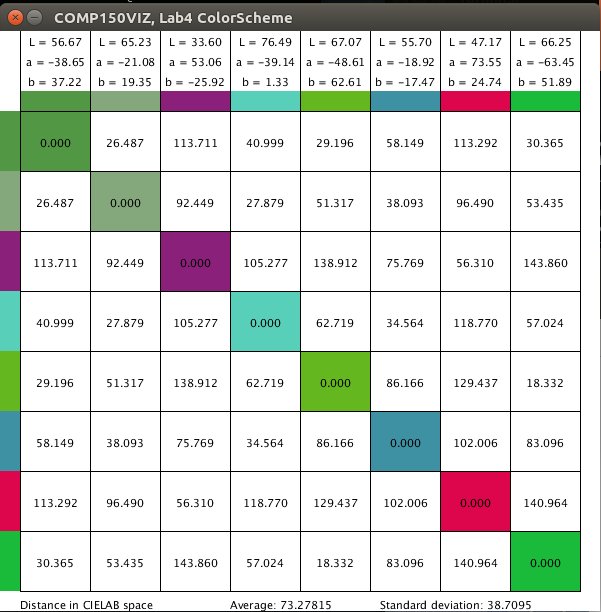 COMP150VIZ, Lab4 ColorScheme
L = 56.67 L = 65.23 L = 33.60 L = 76.49 L = 67.07 L = 55.70 L = 47.17 L = 66.25
a = -38.65 a = -21.08 a = 53.06 a = -39.14 a = -48.61 a = -18.92 a = 73.55 a = -63.45
b = 37.22 b = 19.35 b = -25.92 b = 1.33 b = 62.61 b = -17.47 b = 24.74 b = 51.89
0.000 26.487 113.711 40.999 29.196 58.149 113.292 30.365
26.487 0.000 92.449 27.879 51.317 38.093 96.490 53.435
113.711 92.449 0.000 105.277 138.912 75.769 56.310 143.860
40.999 27.879 105.277 0.000 62.719 34.564 118.770 57.024
29.196 51.317 138.912 62.719 0.000 86.166 129.437 18.332
58.149 38.093 75.769 34.564 86.166 0.000 102.006 83.096
113.292 96.490 56.310 118.770 129.437 102.006 0.000 140.964
30.365 53.435 143.860 57.024 18.332 83.096 140.964 0.000
Distance in CIELAB space Average: 73.27815 Standard deviation: 38.7095